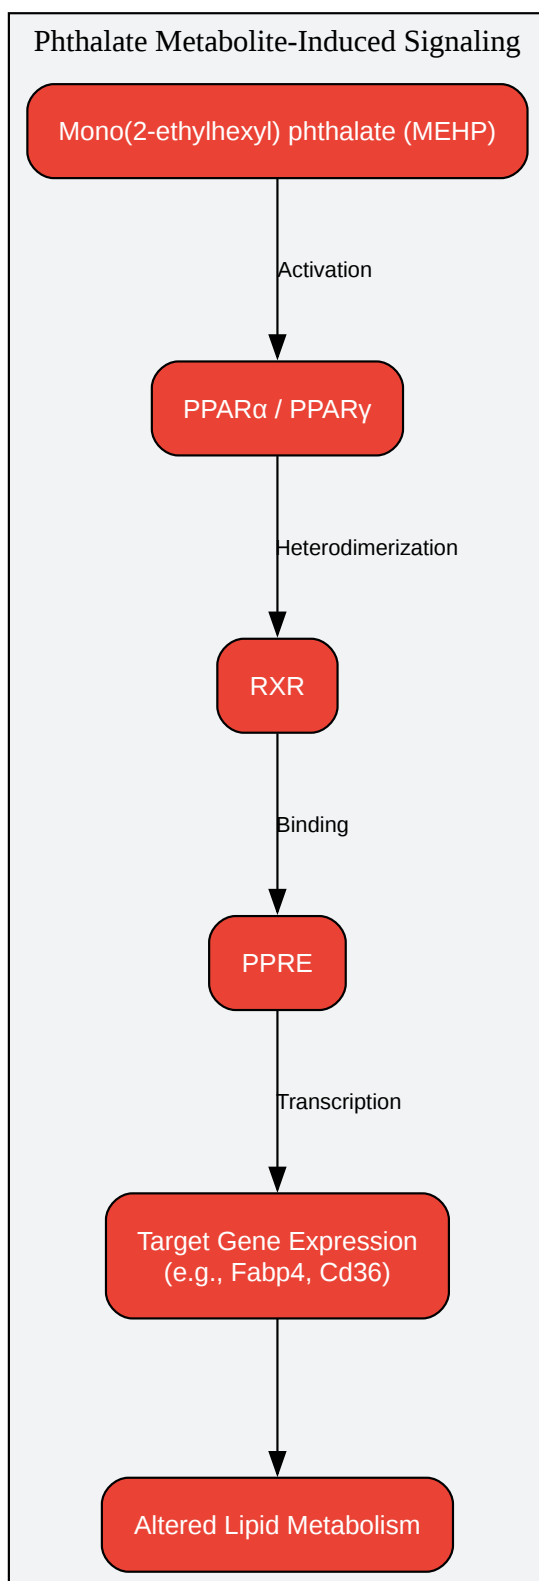 Phthalate Metabolite-Induced Signaling
Mono(2-ethylhexyl) phthalate (MEHP)
Activation
PPARα / PPARγ
Heterodimerization
RXR
Binding
PPRE
Transcription
Target Gene Expression
(e.g., Fabp4, Cd36)
Altered Lipid Metabolism